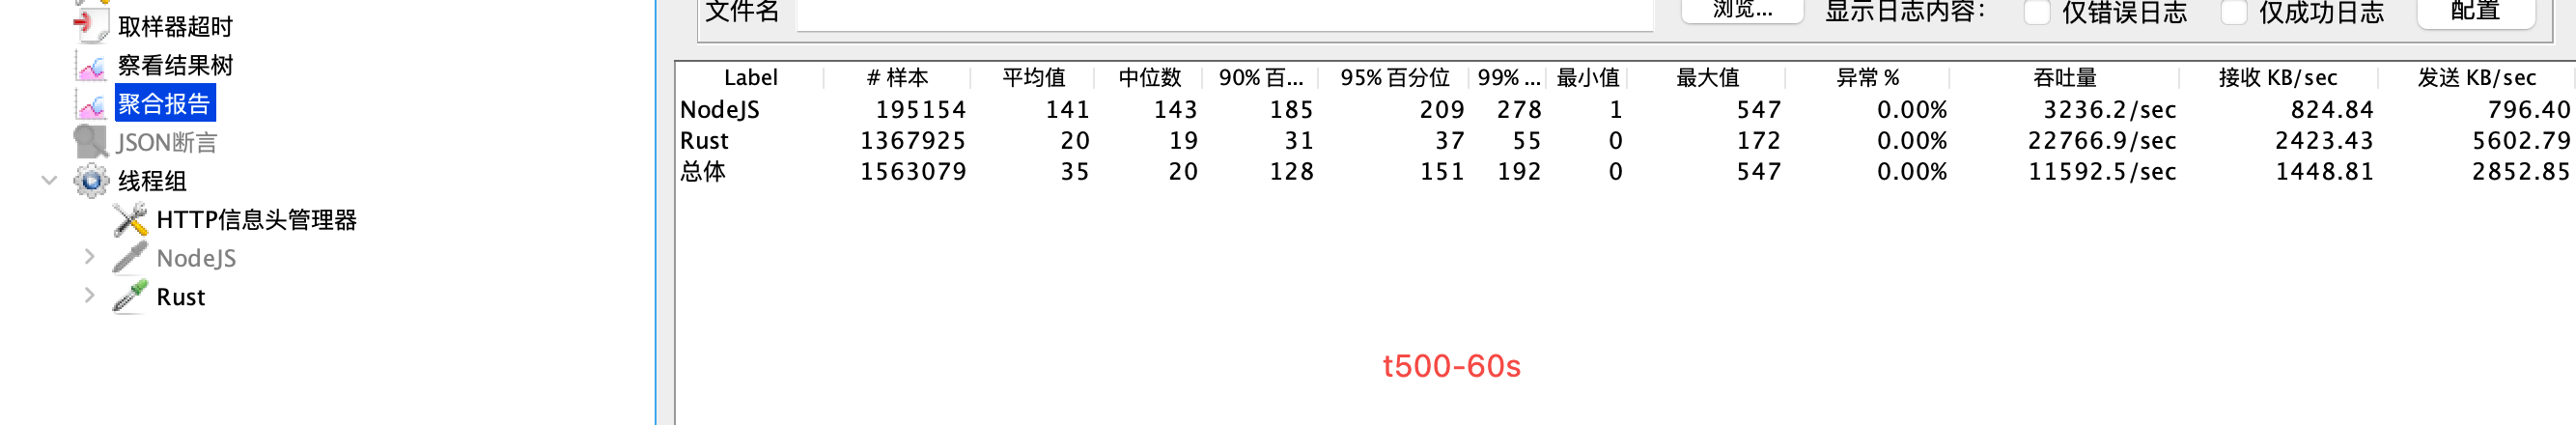 文件名 浏览... 显示日志内容： 仅错误日志 仅成功日志 配置
取样器超时
察看结果树
聚合报告
JSON断言
线程组
HTTP信息头管理器
NodeJS
Rust
Label # 样本 平均值 中位数 90% 百... 95% 百分位 99% ... 最小值 最大值 异常 % 吞吐量 接收 KB/sec 发送 KB/sec
NodeJS 195154 141 143 185 209 278 1 547 0.00% 3236.2/sec 824.84 796.40
Rust 1367925 20 19 31 37 55 0 172 0.00% 22766.9/sec 2423.43 5602.79
总体 1563079 35 20 128 151 192 0 547 0.00% 11592.5/sec 1448.81 2852.85
t500-60s